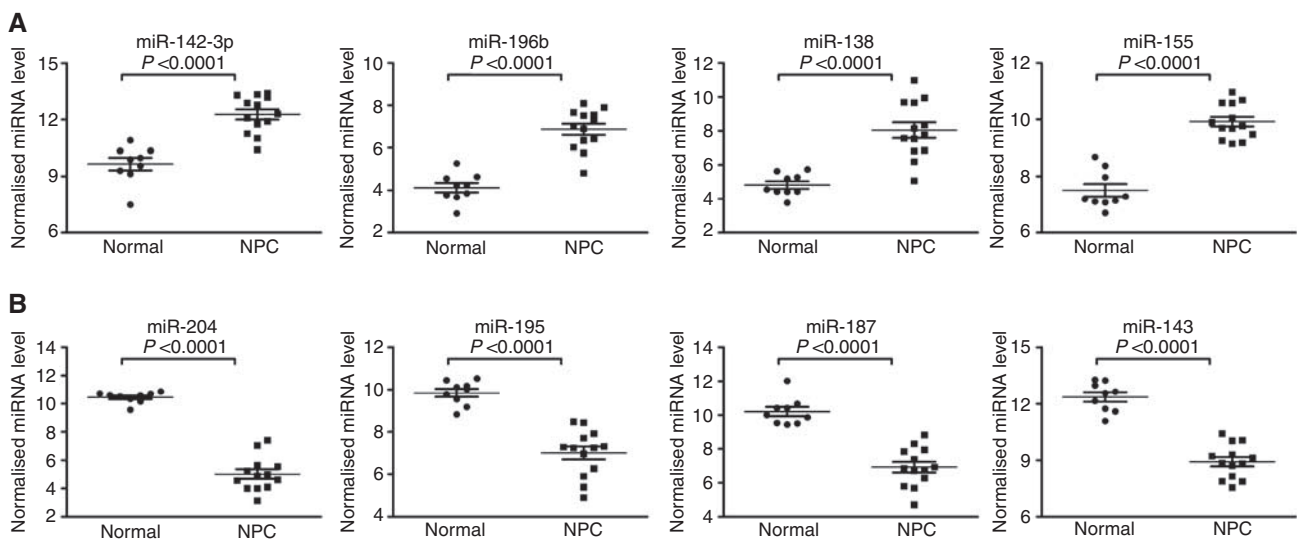 A
miR-142-3p
P <0.0001
Normalised miRNA level
15
12
9
6
Normal NPC
miR-196b
P <0.0001
Normalised miRNA level
10
8
6
4
2
Normal NPC
miR-138
P <0.0001
Normalised miRNA level
12
10
8
6
4
2
Normal NPC
miR-155
P <0.0001
Normalised miRNA level
12
10
8
6
Normal NPC
B
miR-204
P <0.0001
Normalised miRNA level
14
12
10
8
6
4
2
Normal NPC
miR-195
P <0.0001
Normalised miRNA level
12
10
8
6
4
Normal NPC
miR-187
P <0.0001
Normalised miRNA level
14
12
10
8
6
4
Normal NPC
miR-143
P <0.0001
Normalised miRNA level
15
12
9
6
Normal NPC